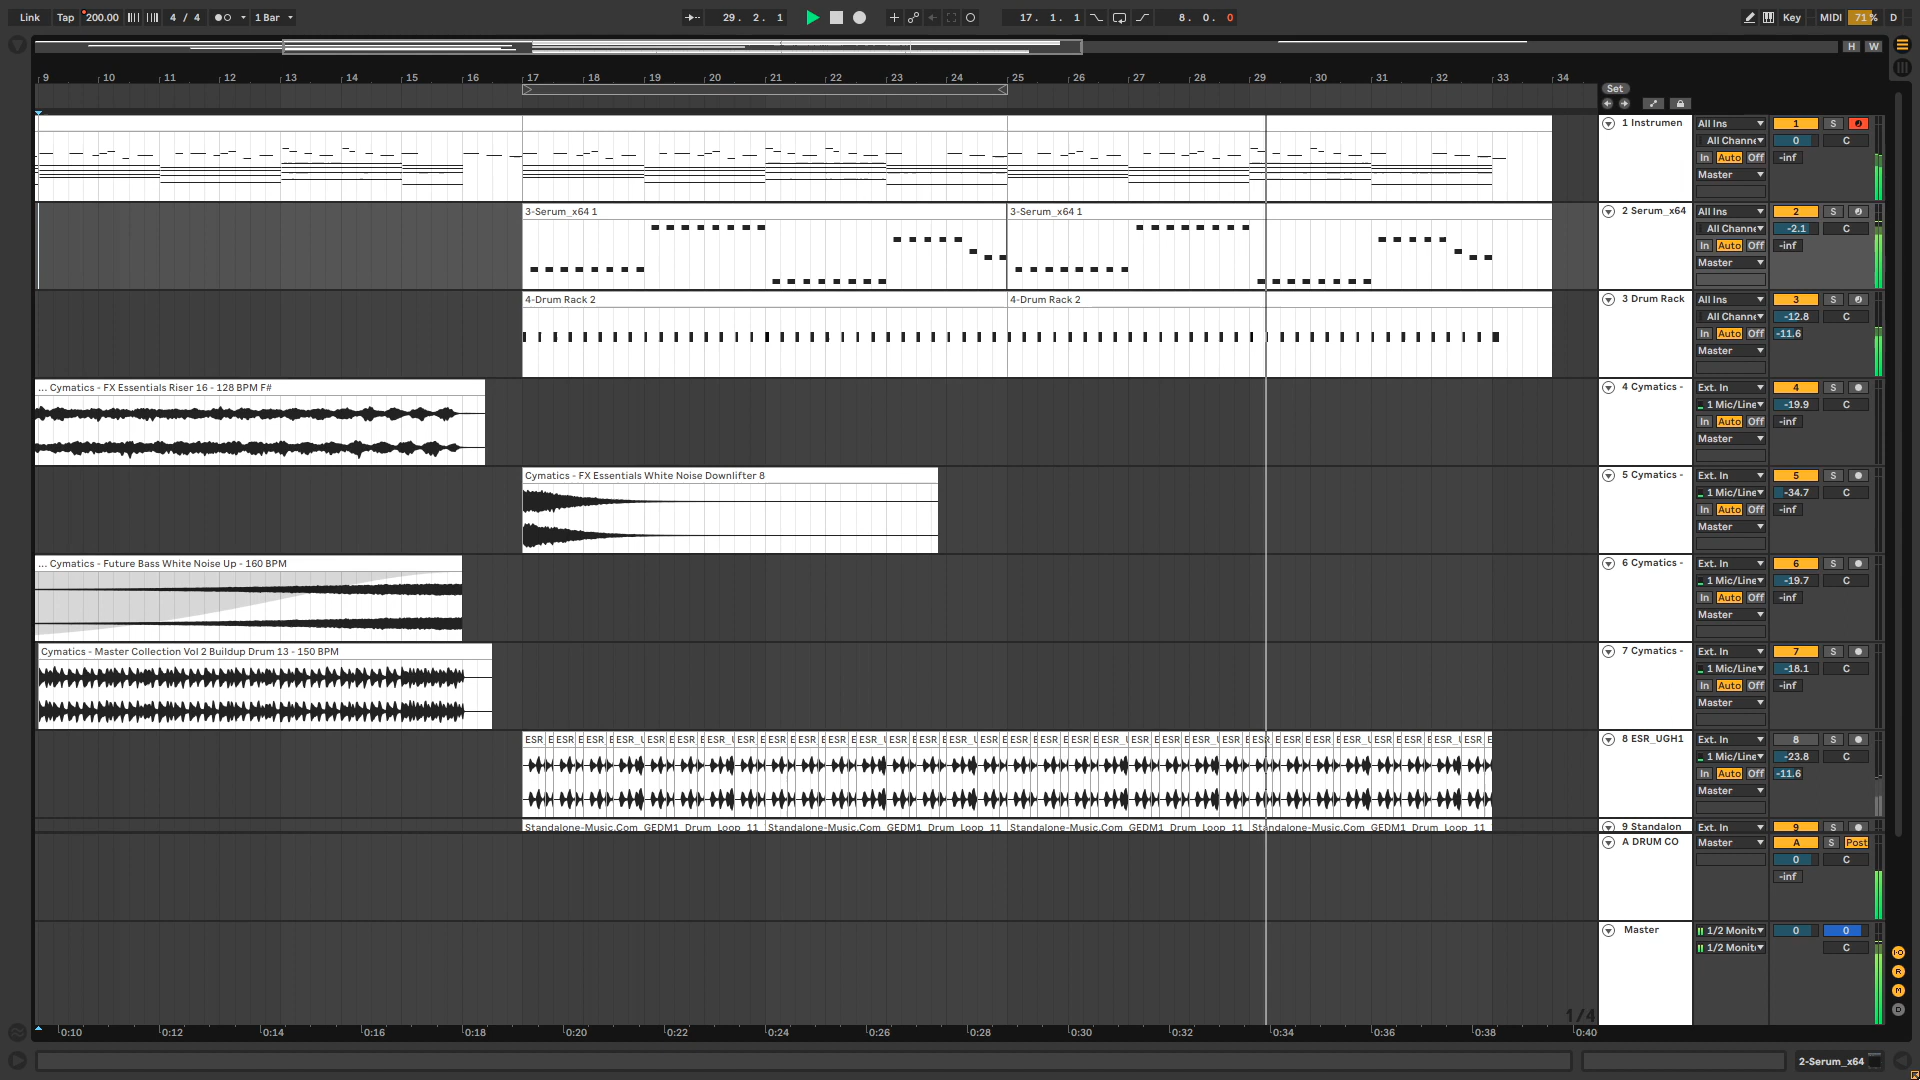 Link Tap 200.00 4 / 4 1 Bar 29. 2. 1 17. 1. 1 8. 0. 0 Key MIDI 71 % D
H W
9 10 11 12 13 14 15 16 17 18 19 20 21 22 23 24 25 26 27 28 29 30 31 32 33 34
Set
1 Instrumen All Ins 1 S
All Channe 0 C
In Auto Off -inf
Master
3-Serum_x64 1 3-Serum_x64 1 2 Serum_x64 All Ins 2 S
All Channe -2.1 C
In Auto Off -inf
Master
4-Drum Rack 2 4-Drum Rack 2 3 Drum Rack All Ins 3 S
All Channe -12.8 C
In Auto Off -11.6
Master
... Cymatics - FX Essentials Riser 16 - 128 BPM F# 4 Cymatics - Ext. In 4 S
1 Mic/Line -19.9 C
In Auto Off -inf
Master
Cymatics - FX Essentials White Noise Downlifter 8 5 Cymatics - Ext. In 5 S
1 Mic/Line -34.7 C
In Auto Off -inf
Master
... Cymatics - Future Bass White Noise Up - 160 BPM 6 Cymatics - Ext. In 6 S
1 Mic/Line -19.7 C
In Auto Off -inf
Master
Cymatics - Master Collection Vol 2 Buildup Drum 13 - 150 BPM 7 Cymatics - Ext. In 7 S
1 Mic/Line -18.1 C
In Auto Off -inf
Master
8 ESR_UGH1 Ext. In 8 S
1 Mic/Line -23.8 C
In Auto Off -11.6
Master
Standalone-Music.Com_GEDM1_Drum_Loop_11 Standalone-Music.Com_GEDM1_Drum_Loop_11 Standalone-Music.Com_GEDM1_Drum_Loop_11 Standalone-Music.Com_GEDM1_Drum_Loop_11 9 Standalon Ext. In 9 S
A DRUM CO Master A S Post
0 C
-inf
Master 1/2 Monit 0 0
1/2 Monit C
1/4
0:10 0:12 0:14 0:16 0:18 0:20 0:22 0:24 0:26 0:28 0:30 0:32 0:34 0:36 0:38 0:40
2-Serum_x64